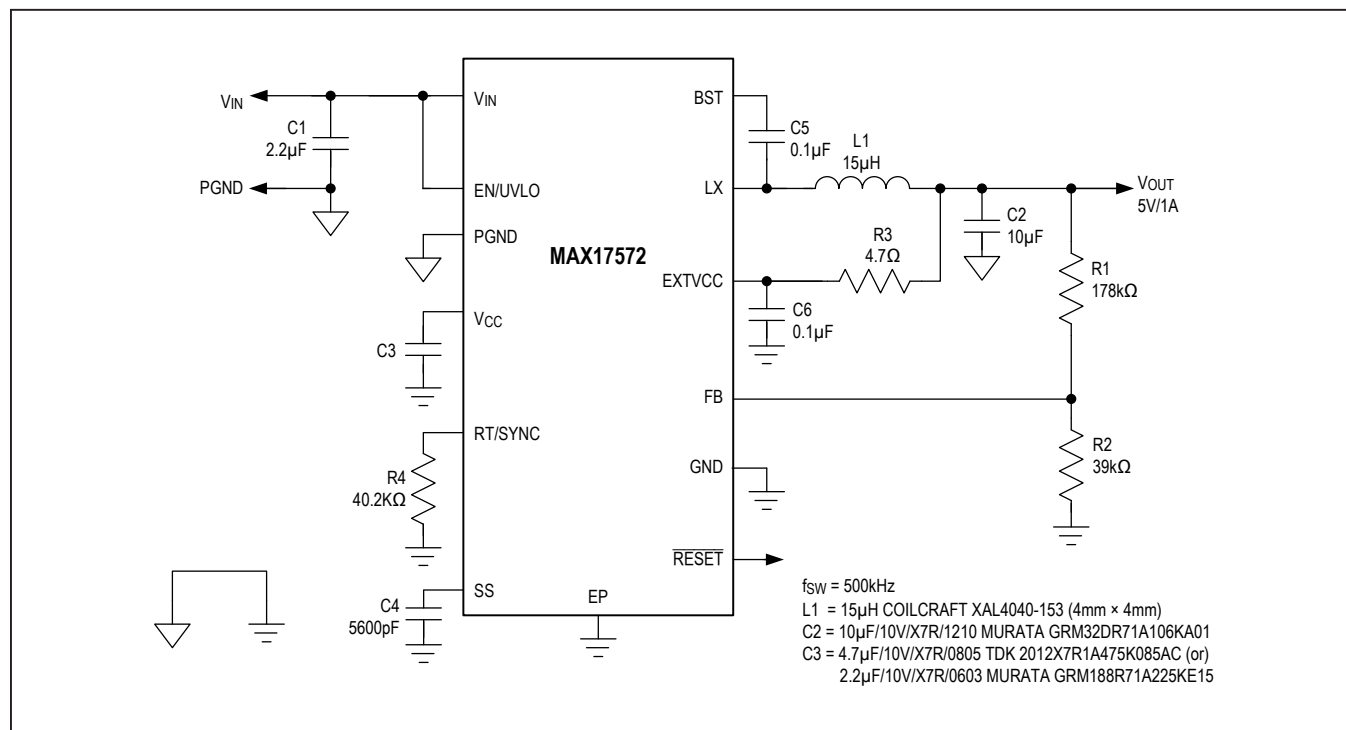 VIN
C1
2.2µF
PGND
VIN
EN/UVLO
PGND
VCC
C3
RT/SYNC
R4
40.2KΩ
SS
C4
5600pF
MAX17572
EP
BST
C5
0.1µF
LX
L1
15µH
EXTVCC
R3
4.7Ω
C6
0.1µF
C2
10µF
VOUT
5V/1A
R1
178kΩ
FB
R2
39kΩ
GND
RESET
fSW = 500kHz
L1 = 15µH COILCRAFT XAL4040-153 (4mm × 4mm)
C2 = 10µF/10V/X7R/1210 MURATA GRM32DR71A106KA01
C3 = 4.7µF/10V/X7R/0805 TDK 2012X7R1A475K085AC (or)
2.2µF/10V/X7R/0603 MURATA GRM188R71A225KE15